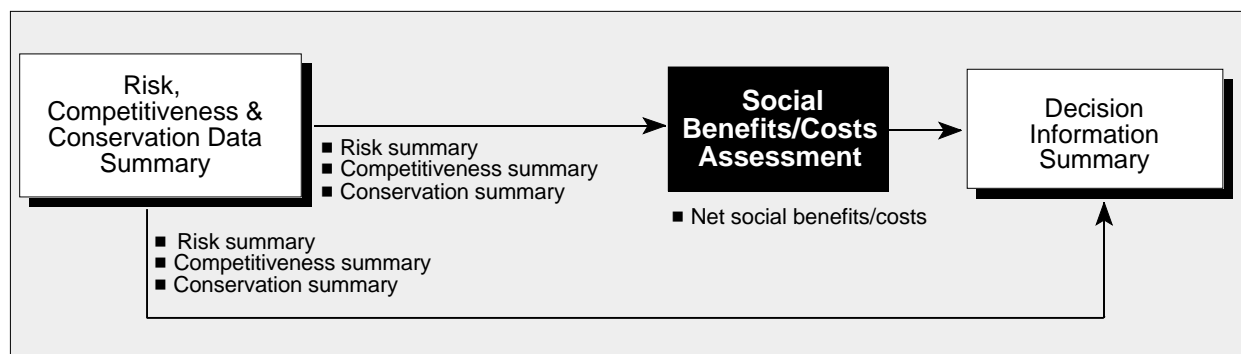 Risk,
Competitiveness &
Conservation Data
Summary
■ Risk summary
■ Competitiveness summary
■ Conservation summary
Social
Benefits/Costs
Assessment
■ Net social benefits/costs
Decision
Information
Summary
■ Risk summary
■ Competitiveness summary
■ Conservation summary